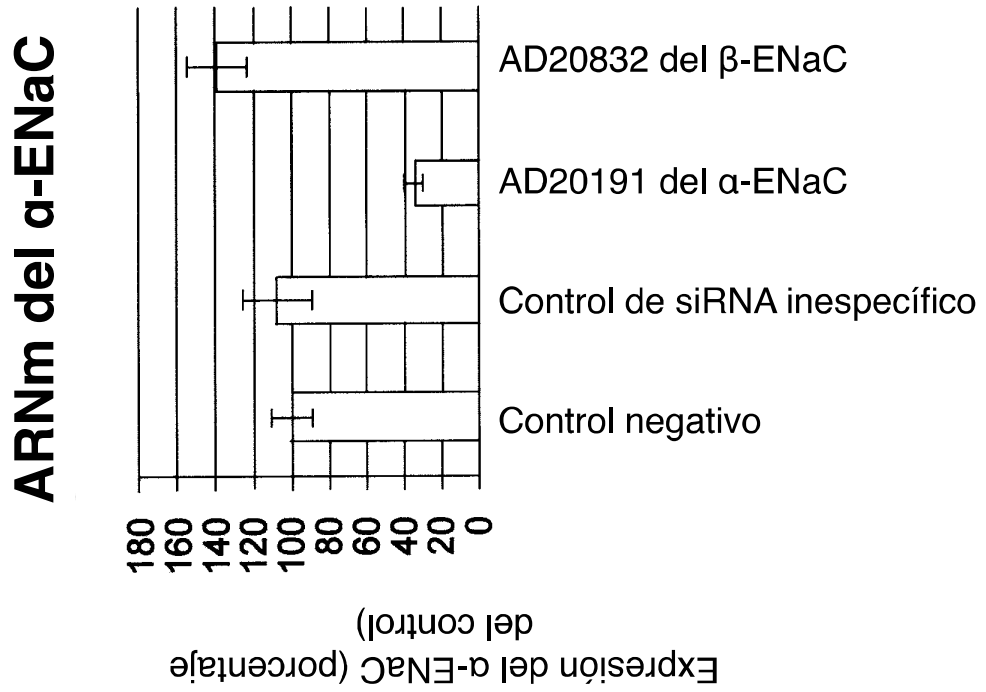 ARNm del α-ENaC
AD20832 del β-ENaC
AD20191 del α-ENaC
Control de siRNA inespecífico
Control negativo
180
160
140
120
100
80
60
40
20
0
Expresión del α-ENaC (porcentaje
del control)